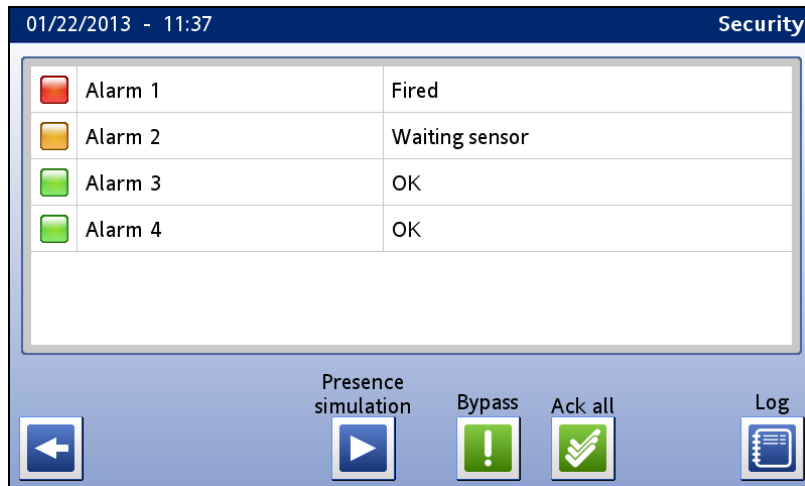 01/22/2013 - 11:37 Security
Alarm 1 Fired
Alarm 2 Waiting sensor
Alarm 3 OK
Alarm 4 OK
Presence
simulation Bypass Ack all Log